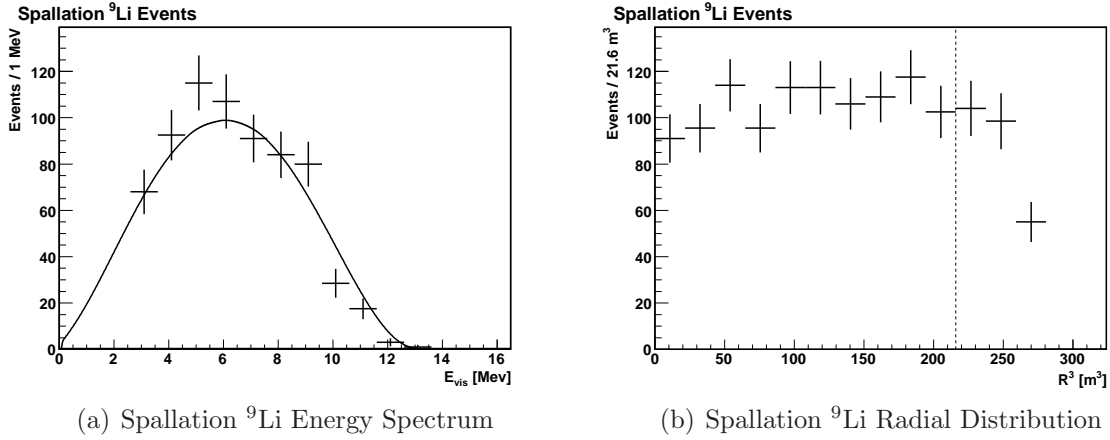 Spallation ⁹Li Events
Events / 1 MeV
120
100
80
60
40
20
0
0 2 4 6 8 10 12 14 16
E_vis [Mev]
(a) Spallation ⁹Li Energy Spectrum
Spallation ⁹Li Events
Events / 21.6 m³
120
100
80
60
40
20
0
0 50 100 150 200 250 300
R³ [m³]
(b) Spallation ⁹Li Radial Distribution